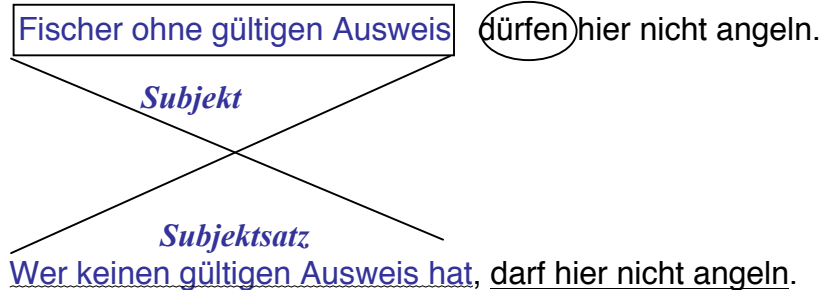 Fischer ohne gültigen Ausweis dürfen hier nicht angeln.
Subjekt
Subjektsatz
Wer keinen gültigen Ausweis hat, darf hier nicht angeln.